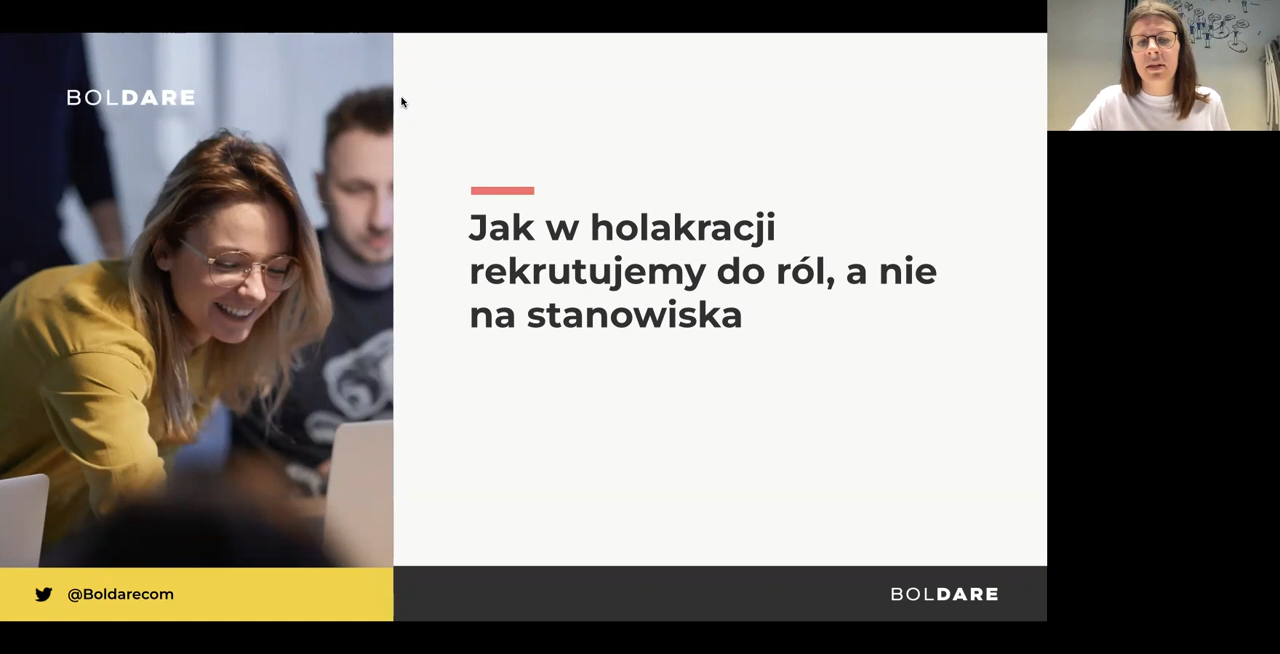 BOLDARE
Jak w holakracji
rekrutujemy do ról, a nie
na stanowiska
@Boldarecom
BOLDARE